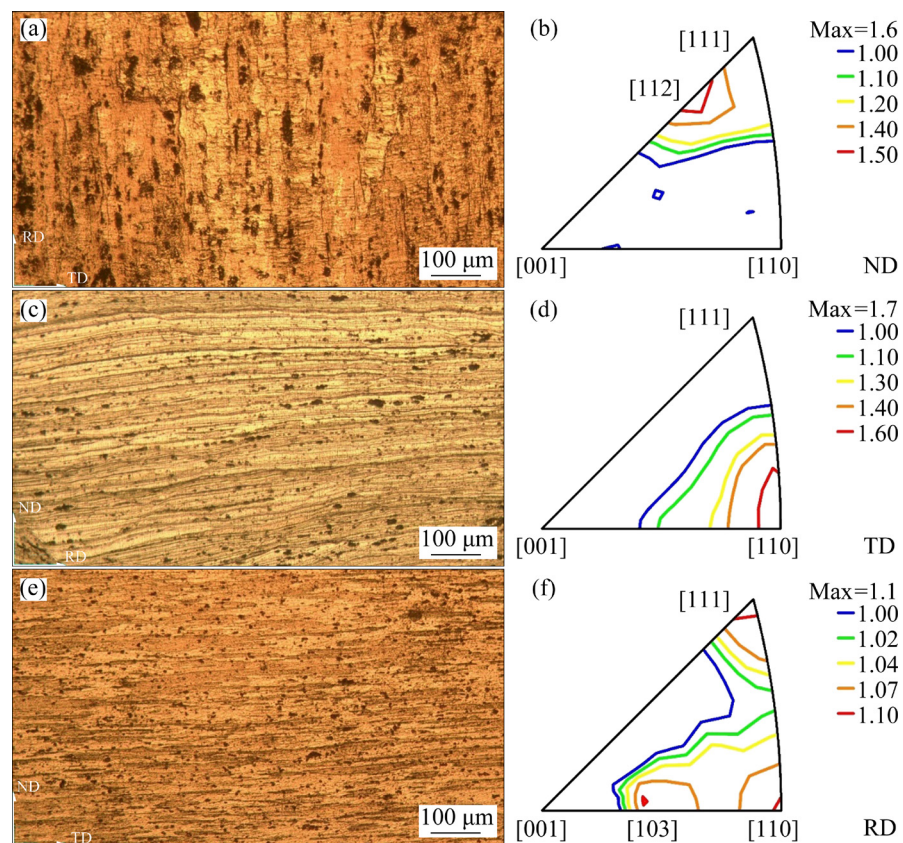 (a)
RD
TD
100 μm
(b)
Max=1.6
[111]
1.00
[112]
1.10
1.20
1.40
1.50
[001]
[110]
ND
(c)
ND
RD
100 μm
(d)
Max=1.7
[111]
1.00
1.10
1.30
1.40
1.60
[001]
[110]
TD
(e)
ND
TD
100 μm
(f)
Max=1.1
[111]
1.00
1.02
1.04
1.07
1.10
[001]
[103]
[110]
RD